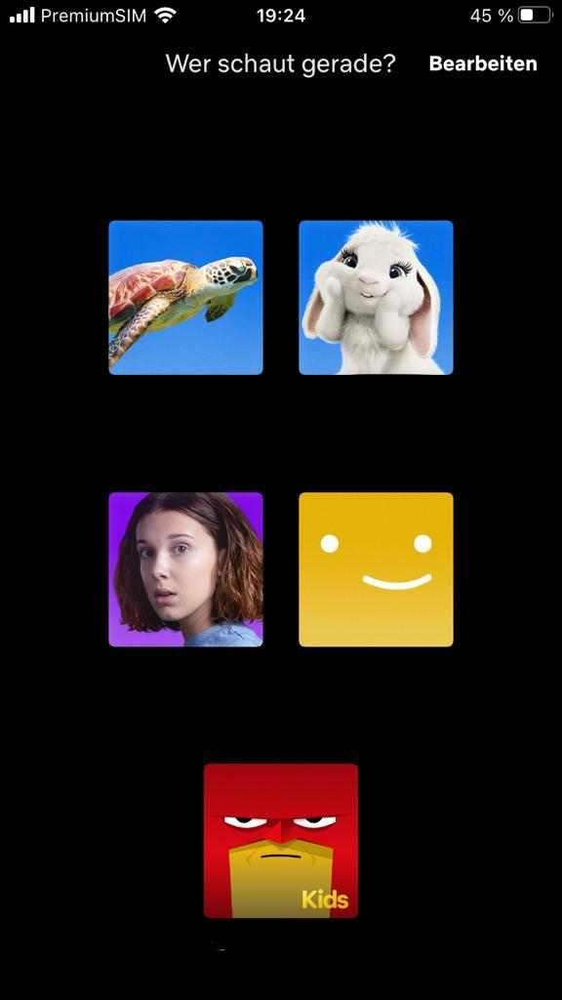 PremiumSIM 19:24 45 %
Wer schaut gerade? Bearbeiten
Kids